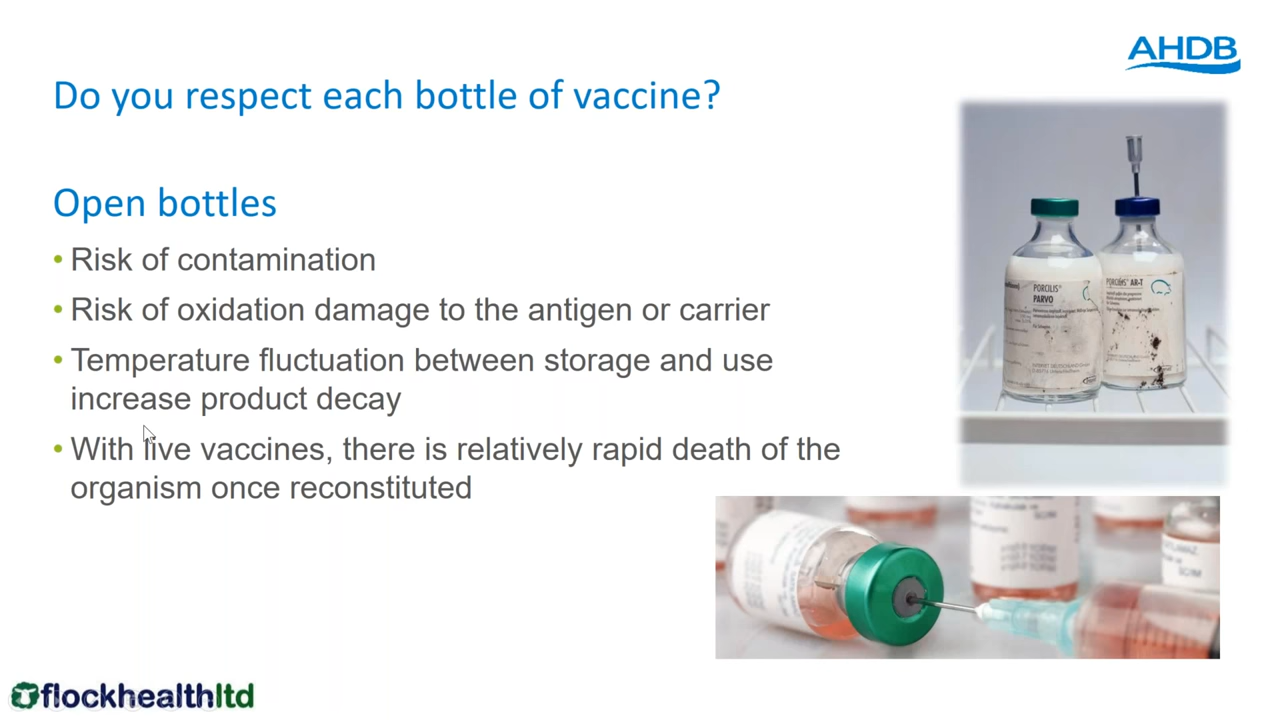 AHDB
Do you respect each bottle of vaccine?
Open bottles
• Risk of contamination
• Risk of oxidation damage to the antigen or carrier
• Temperature fluctuation between storage and use
increase product decay
• With live vaccines, there is relatively rapid death of the
organism once reconstituted
PORCILIS®
PARVO
PORCILIS® AR-T
flockhealthltd